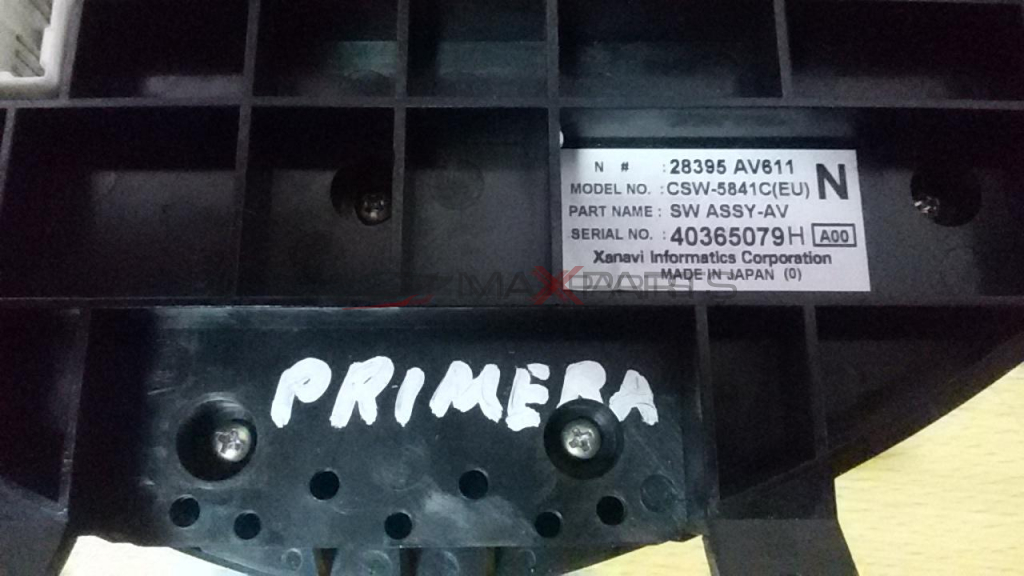 N # : 28395 AV611 N
MODEL NO. : CSW-5841C(EU)
PART NAME : SW ASSY-AV
SERIAL NO. : 40365079H A00
Xanavi Informatics Corporation
MADE IN JAPAN (0)
MAXPARTS
PRIMERA